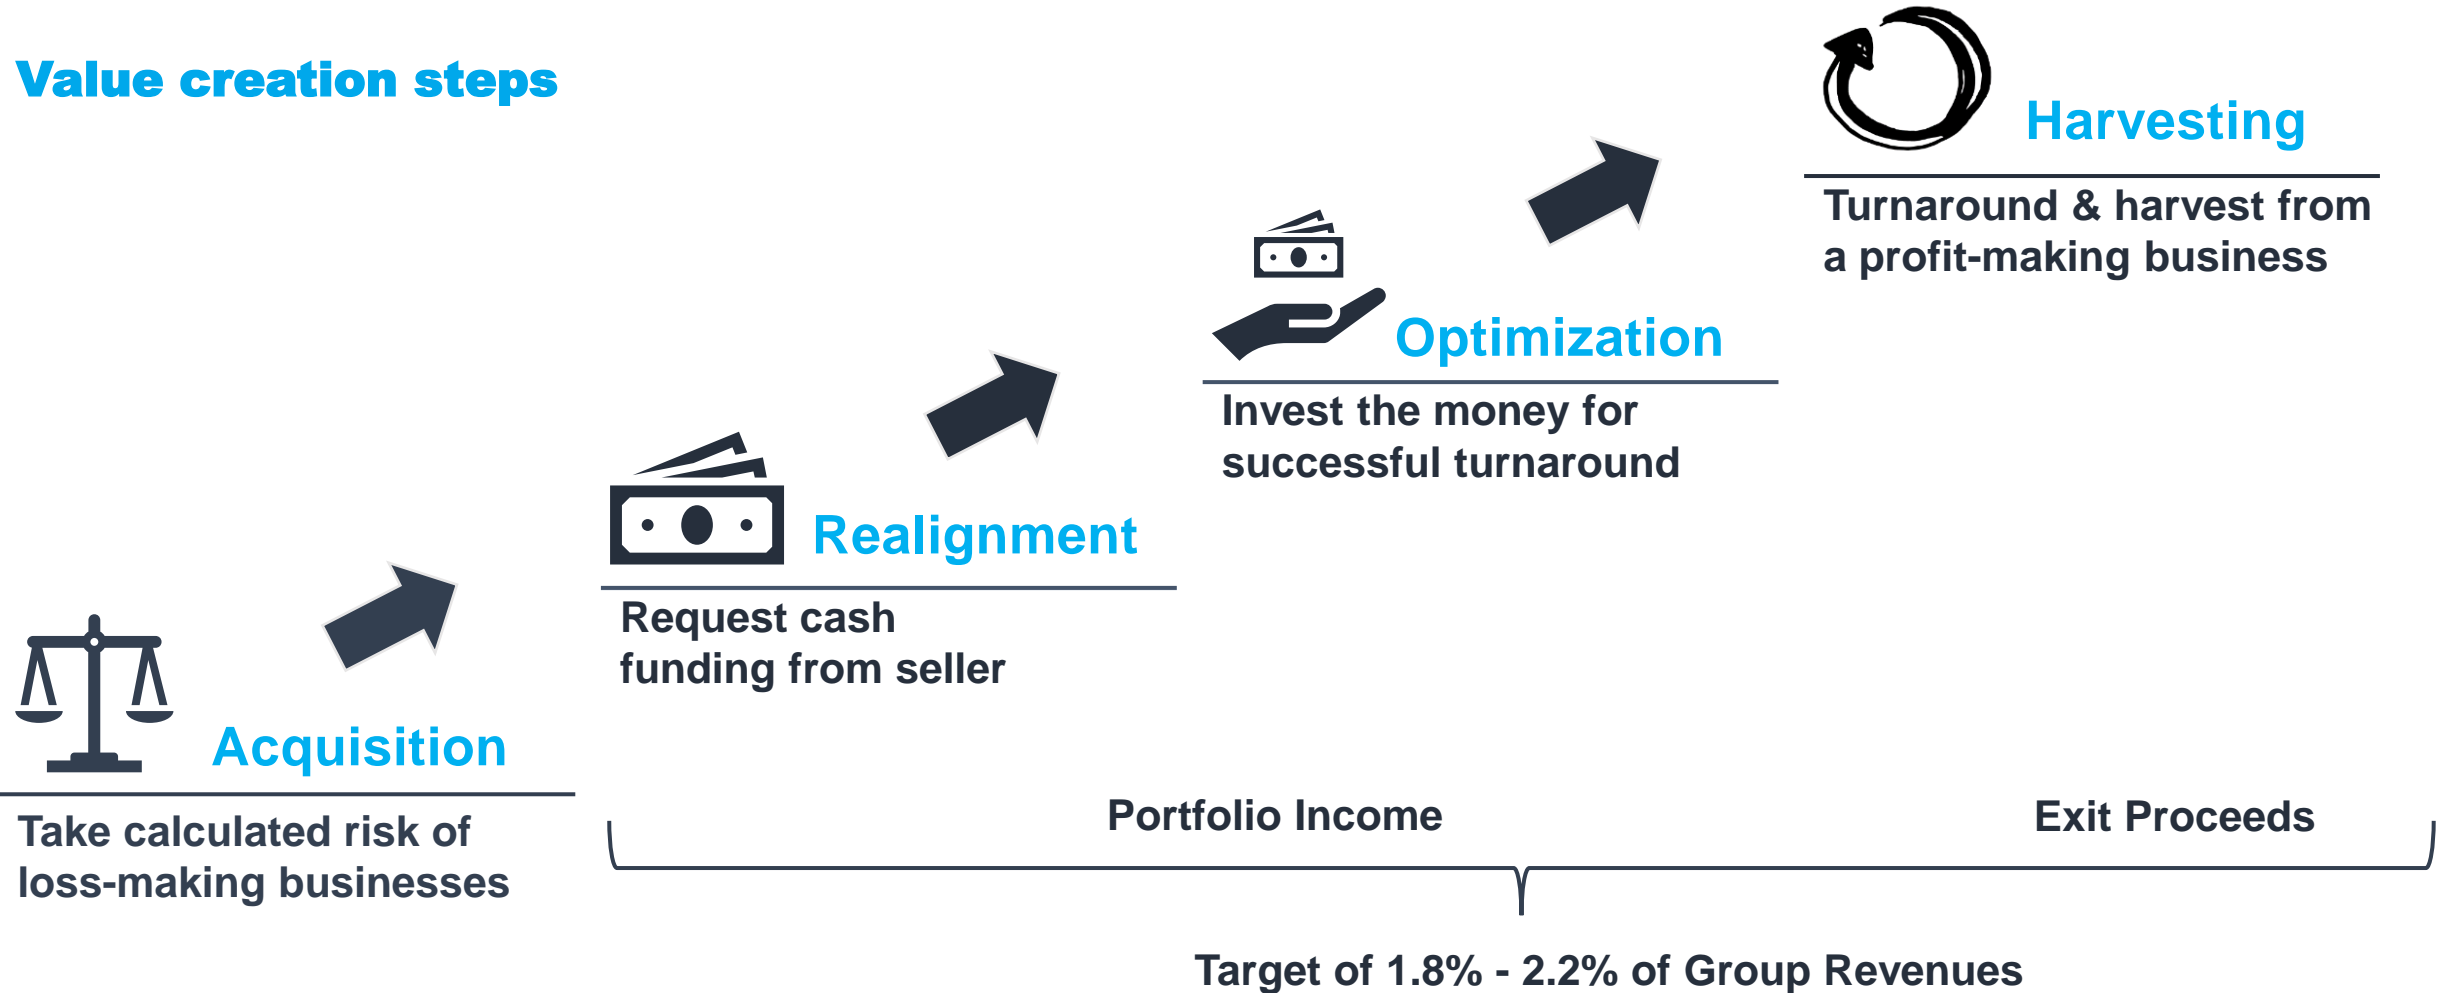 Value creation steps
Harvesting
Turnaround & harvest from
a profit-making business
Optimization
Invest the money for
successful turnaround
Realignment
Request cash
funding from seller
Acquisition
Take calculated risk of
loss-making businesses
Portfolio Income
Exit Proceeds
Target of 1.8% - 2.2% of Group Revenues